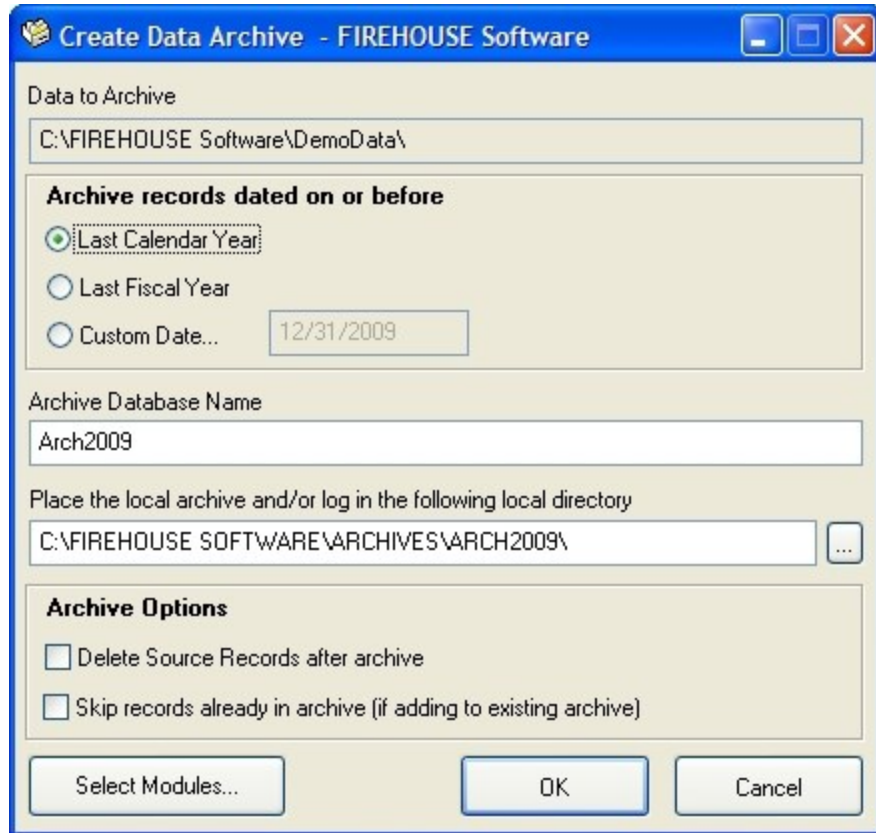 Create Data Archive - FIREHOUSE Software
Data to Archive
C:\FIREHOUSE Software\DemoData\
Archive records dated on or before
Last Calendar Year
Last Fiscal Year
Custom Date... 12/31/2009
Archive Database Name
Arch2009
Place the local archive and/or log in the following local directory
C:\FIREHOUSE SOFTWARE\ARCHIVES\ARCH2009\ ...
Archive Options
Delete Source Records after archive
Skip records already in archive (if adding to existing archive)
Select Modules... OK Cancel